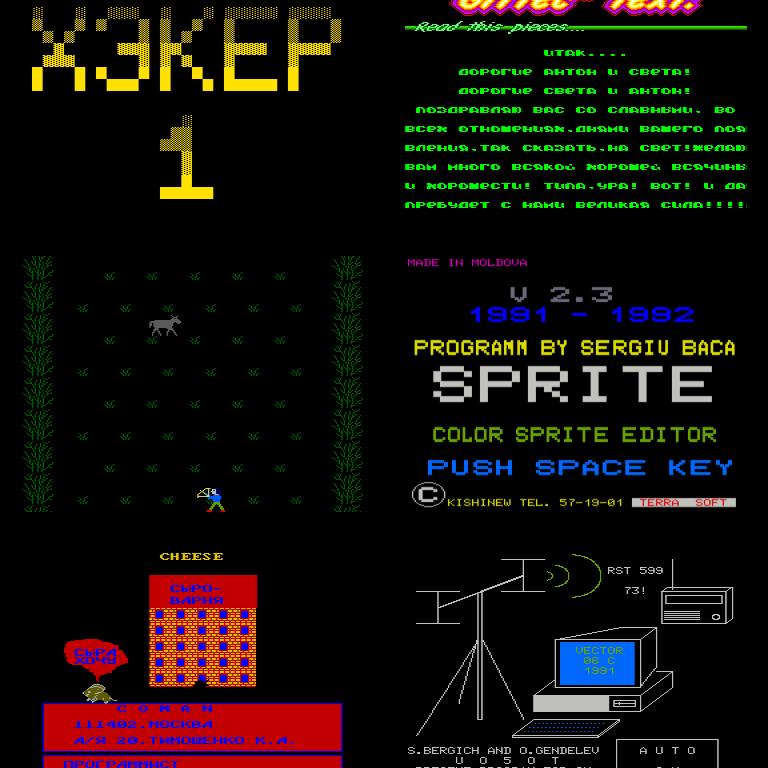 ХЭКЕР
1
Read this pieces...
ИТАК....
ДОРОГИЕ АНТОН И СВЕТА!
ДОРОГИЕ СВЕТА И АНТОН!
ПОЗДРАВЛЯЮ ВАС СО СЛАВНЫМИ, ВО
ВСЕХ ОТНОШЕНИЯХ,ДНЯМИ ВАШЕГО ПОЯ
ВЛЕНИЯ,ТАК СКАЗАТЬ,НА СВЕТ!ЖЕЛАЮ
ВАМ МНОГО ВСЯКОЙ ХОРОШЕЙ ВСЯЧИНЫ
И ХОРОШЕСТИ! ТИПА,УРА! ВОТ! И ДА
ПРЕБУДЕТ С НАМИ ВЕЛИКАЯ СИЛА!!!!
MADE IN MOLDOVA
V 2.3
1991 - 1992
PROGRAMM BY SERGIU BACA
SPRITE
COLOR SPRITE EDITOR
PUSH SPACE KEY
© KISHINEW TEL. 57-19-01 TERRA SOFT
CHEESE
СЫРО-
ВАРНЯ
СЫРА
ХОЧУ
C O M A N
111402.МОСКВА
А/Я 20.ТИМОШЕНКО К.А.
ПРОГРАММИСТ
RST 599
73!
VECTOR
06 C
1991
S.BERGICH AND O.GENDELEV
U O 5 O T
A U T O